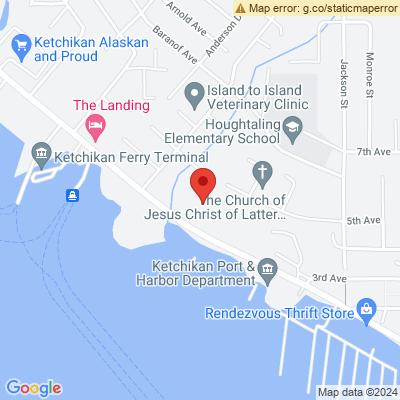 Map error: g.co/staticmaperror
Arnold Ave
Baranof Ave
Anderson D
Ketchikan Alaskan
and Proud
Monroe St
Jackson St
Island to Island
Veterinary Clinic
The Landing
Houghtaling
Elementary School
7th Ave
Ketchikan Ferry Terminal
The Church of
Jesus Christ of Latter...
5th Ave
Ketchikan Port &
Harbor Department
3rd Ave
Rendezvous Thrift Store
Google
Map data ©2024